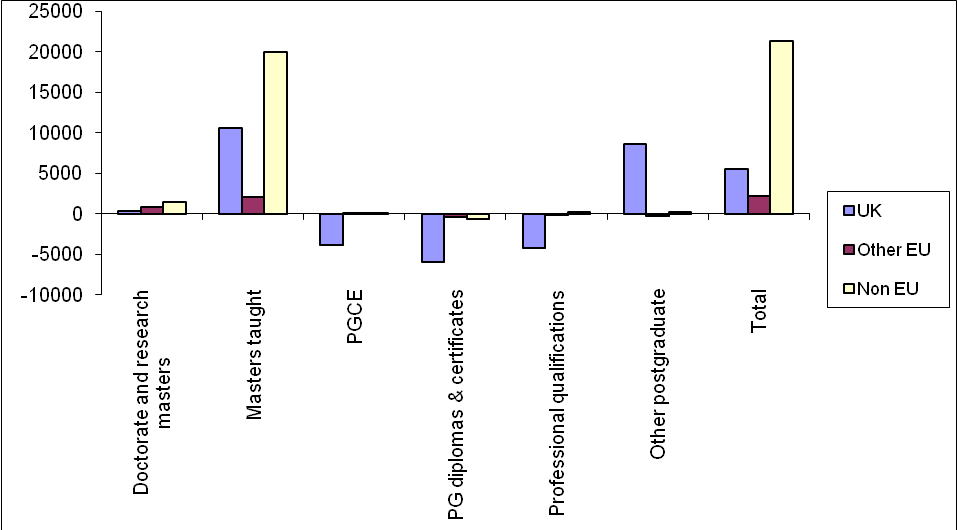 25000
20000
15000
10000
5000
0
-5000
-10000
Doctorate and research
masters
Masters taught
PGCE
PG diplomas & certificates
Professional qualifications
Other postgraduate
Total
UK
Other EU
Non EU